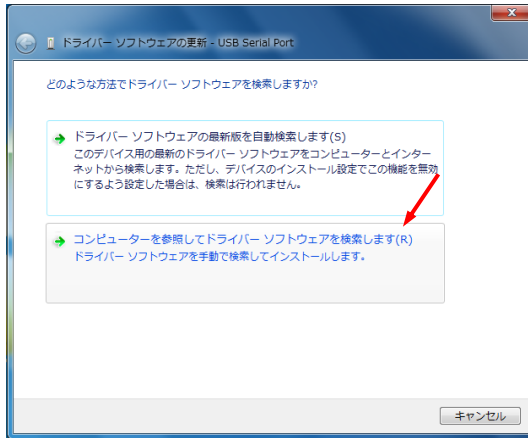 ドライバー ソフトウェアの更新 - USB Serial Port
どのような方法でドライバー ソフトウェアを検索しますか?
ドライバー ソフトウェアの最新版を自動検索します(S)
このデバイス用の最新のドライバー ソフトウェアをコンピューターとインター
ネットから検索します。ただし、デバイスのインストール設定でこの機能を無効
にするよう設定した場合は、検索は行われません。
コンピューターを参照してドライバー ソフトウェアを検索します(R)
ドライバー ソフトウェアを手動で検索してインストールします。
キャンセル